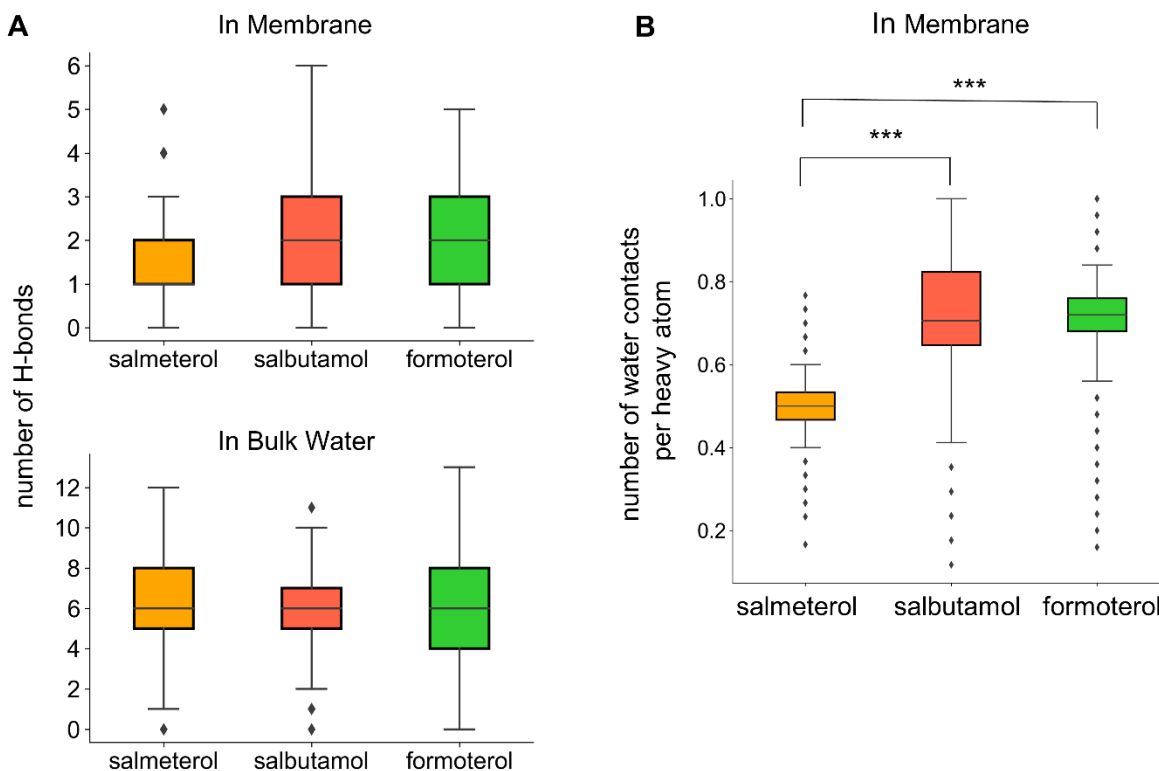 A
In Membrane
number of H-bonds
6
5
4
3
2
1
0
salmeterol salbutamol formoterol
In Bulk Water
12
10
8
6
4
2
0
salmeterol salbutamol formoterol
B
In Membrane
***
***
number of water contacts
per heavy atom
1.0
0.8
0.6
0.4
0.2
salmeterol salbutamol formoterol